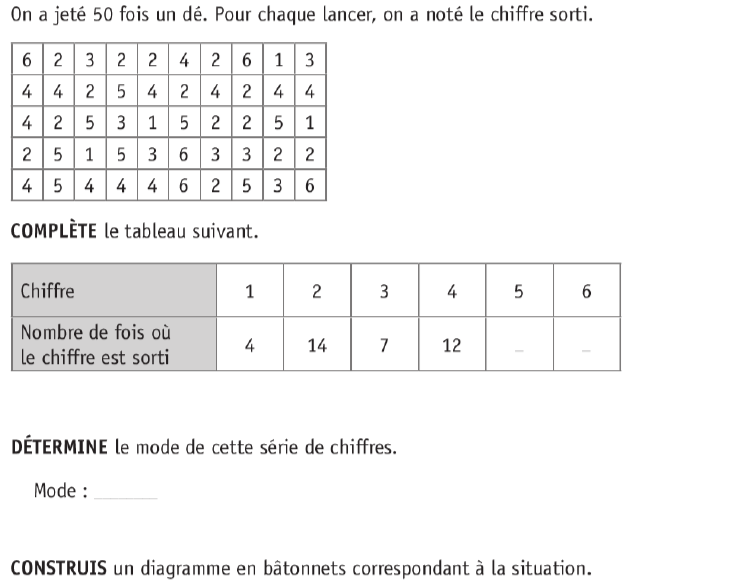 On a jeté 50 fois un dé. Pour chaque lancer, on a noté le chiffre sorti.
6 2 3 2 2 4 2 6 1 3
4 4 2 5 4 2 4 2 4 4
4 2 5 3 1 5 2 2 5 1
2 5 1 5 3 6 3 3 2 2
4 5 4 4 4 6 2 5 3 6
COMPLÈTE le tableau suivant.
Chiffre 1 2 3 4 5 6
Nombre de fois où
le chiffre est sorti 4 14 7 12 _ _
DÉTERMINE le mode de cette série de chiffres.
Mode : ______
CONSTRUIS un diagramme en bâtonnets correspondant à la situation.